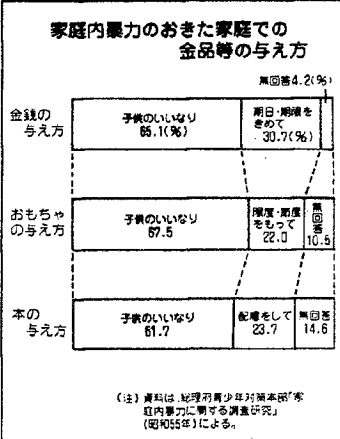 家庭内暴力のおきた家庭での
金品等の与え方
無回答4.2(%)
金銭の
与え方
子供のいいなり
65.1(%)
期日・期限を
きめて
30.7(%)
おもちゃ
の与え方
子供のいいなり
67.5
限度・節度
をもって
22.0
無
回
答
10.5
本の
与え方
子供のいいなり
61.7
配慮をして
23.7
無回答
14.6
(注) 資料は、総理府青少年対策本部「家
庭内暴力に関する調査研究」
(昭和55年)による。